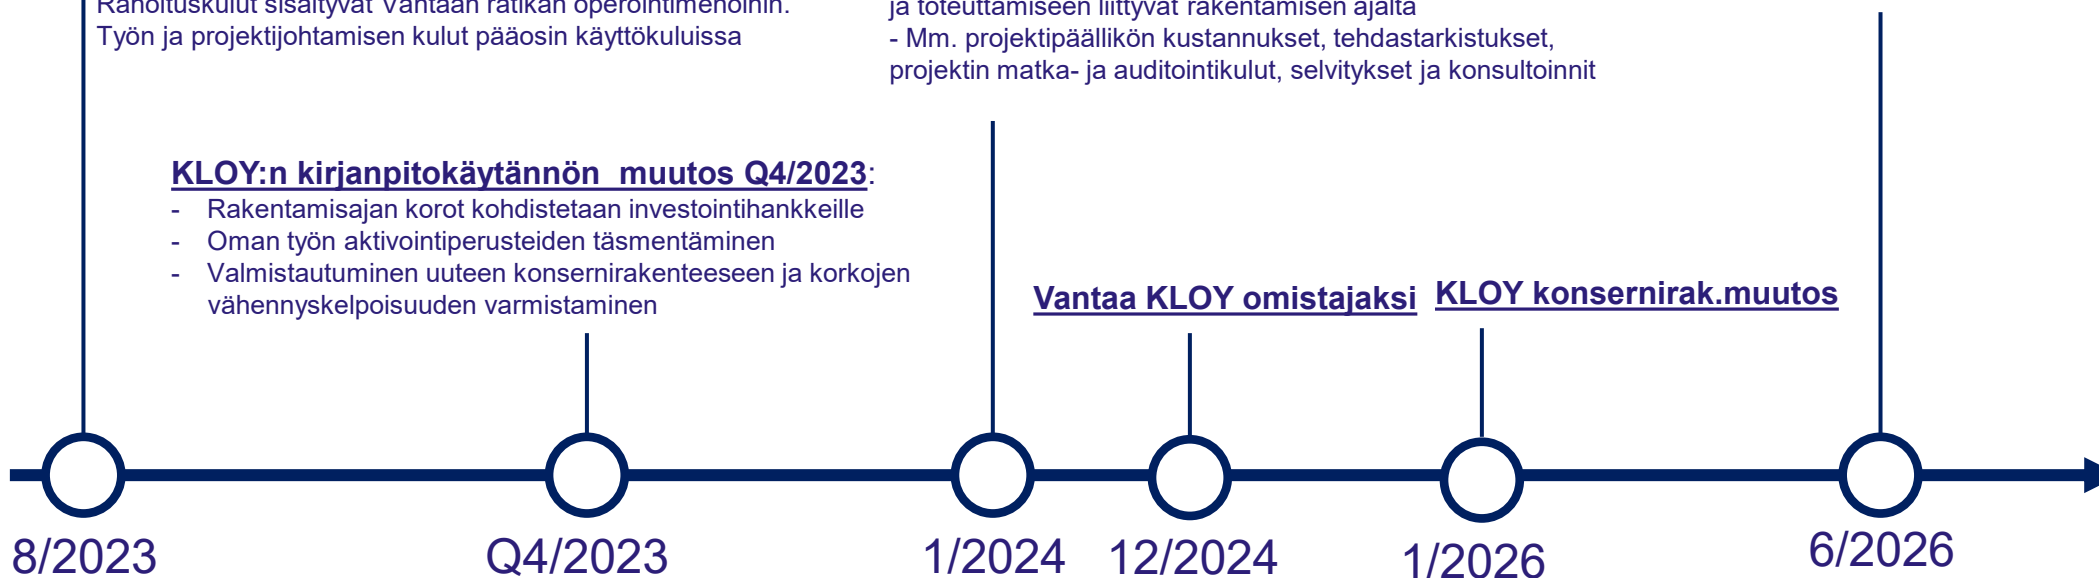 Rahoituskulut sisältyvät Vantaan ratikan operointimenoihin.
Työn ja projektijohtamisen kulut pääosin käyttökuluissa
ja toteuttamiseen liittyvät rakentamisen ajalta
- Mm. projektipäällikön kustannukset, tehdastarkistukset,
projektin matka- ja auditointikulut, selvitykset ja konsultoinnit
KLOY:n kirjanpitokäytännön  muutos Q4/2023:
- Rakentamisajan korot kohdistetaan investointihankkeille
- Oman työn aktivointiperusteiden täsmentäminen
- Valmistautuminen uuteen konsernirakenteeseen ja korkojen
vähennyskelpoisuuden varmistaminen
Vantaa KLOY omistajaksi
KLOY konsernirak.muutos
8/2023
Q4/2023
1/2024
12/2024
1/2026
6/2026